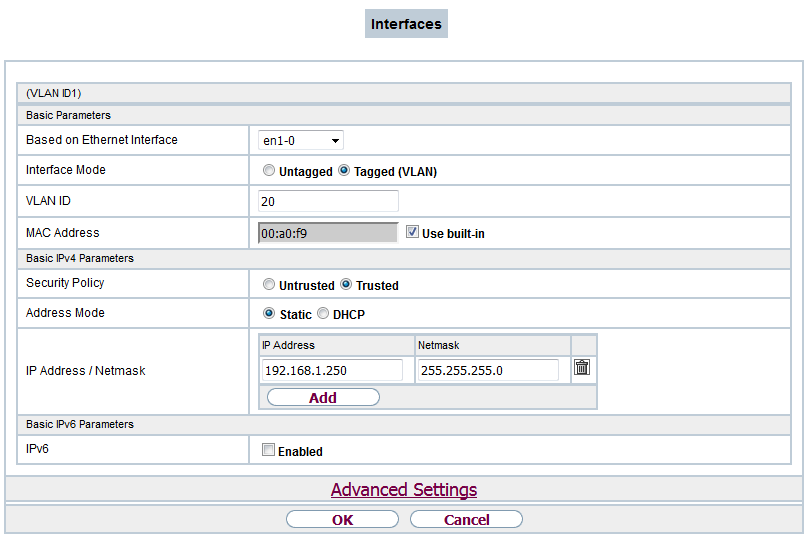 Interfaces
(VLAN ID1)
Basic Parameters
Based on Ethernet Interface
en1-0
Interface Mode
Untagged Tagged (VLAN)
VLAN ID
20
MAC Address
00:a0:f9
Use built-in
Basic IPv4 Parameters
Security Policy
Untrusted Trusted
Address Mode
Static DHCP
IP Address / Netmask
IP Address
Netmask
192.168.1.250
255.255.255.0
Add
Basic IPv6 Parameters
IPv6
Enabled
Advanced Settings
OK
Cancel